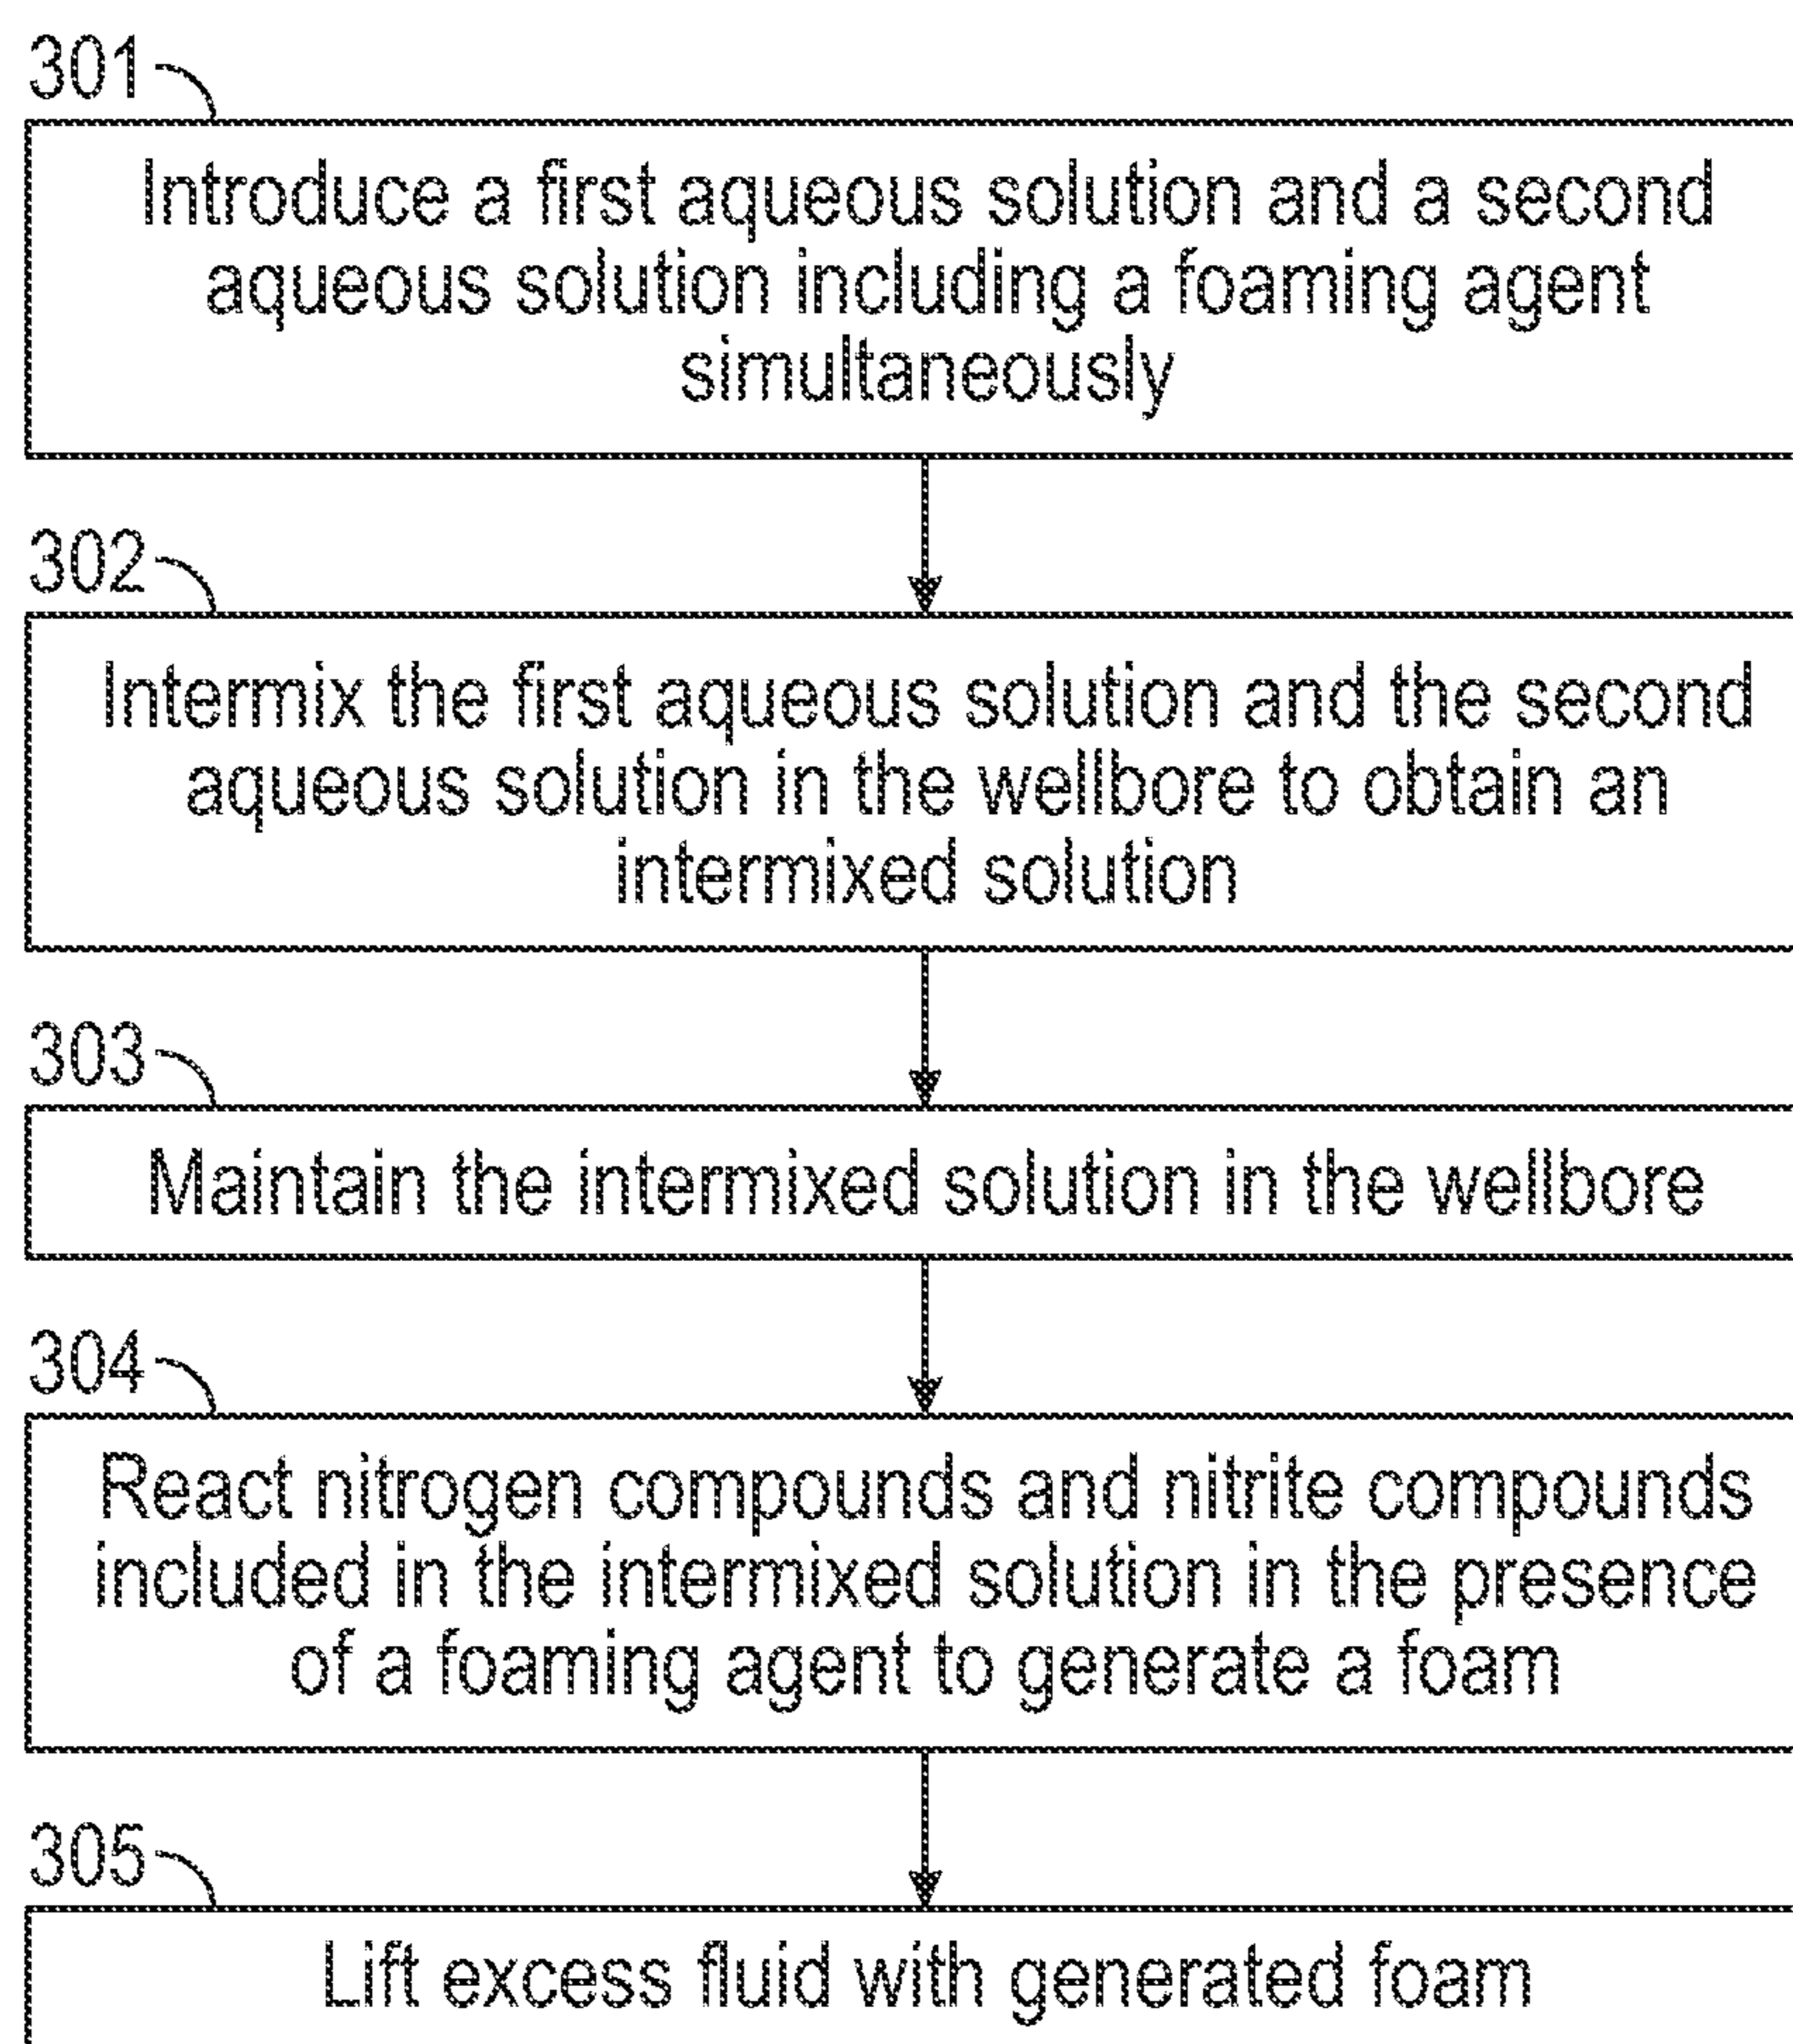 301
Introduce a first aqueous solution and a second
aqueous solution including a foaming agent
simultaneously
302
Intermix the first aqueous solution and the second
aqueous solution in the wellbore to obtain an
intermixed solution
303
Maintain the intermixed solution in the wellbore
304
React nitrogen compounds and nitrite compounds
included in the intermixed solution in the presence
of a foaming agent to generate a foam
305
Lift excess fluid with generated foam